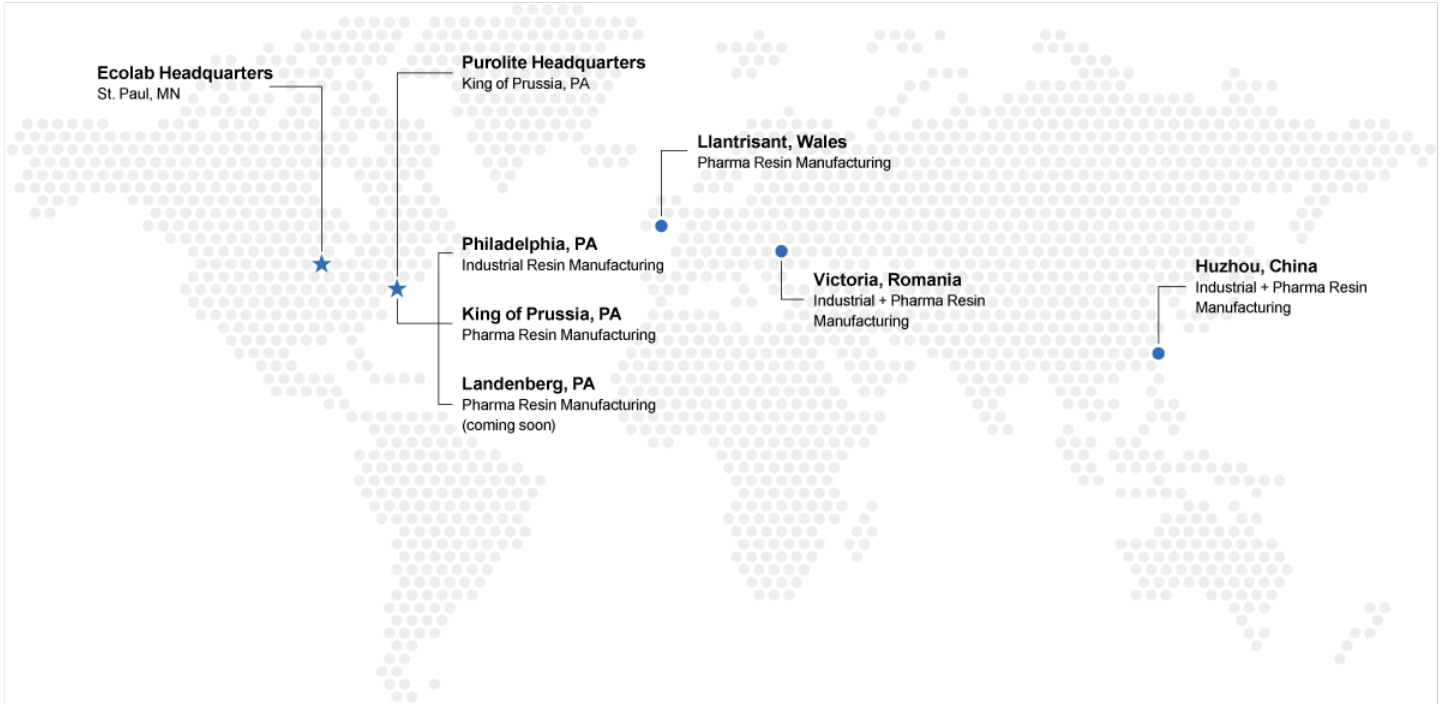 Ecolab Headquarters
St. Paul, MN
Purolite Headquarters
King of Prussia, PA
Llantrisant, Wales
Pharma Resin Manufacturing
Philadelphia, PA
Industrial Resin Manufacturing
King of Prussia, PA
Pharma Resin Manufacturing
Landenberg, PA
Pharma Resin Manufacturing
(coming soon)
Victoria, Romania
Industrial + Pharma Resin
Manufacturing
Huzhou, China
Industrial + Pharma Resin
Manufacturing